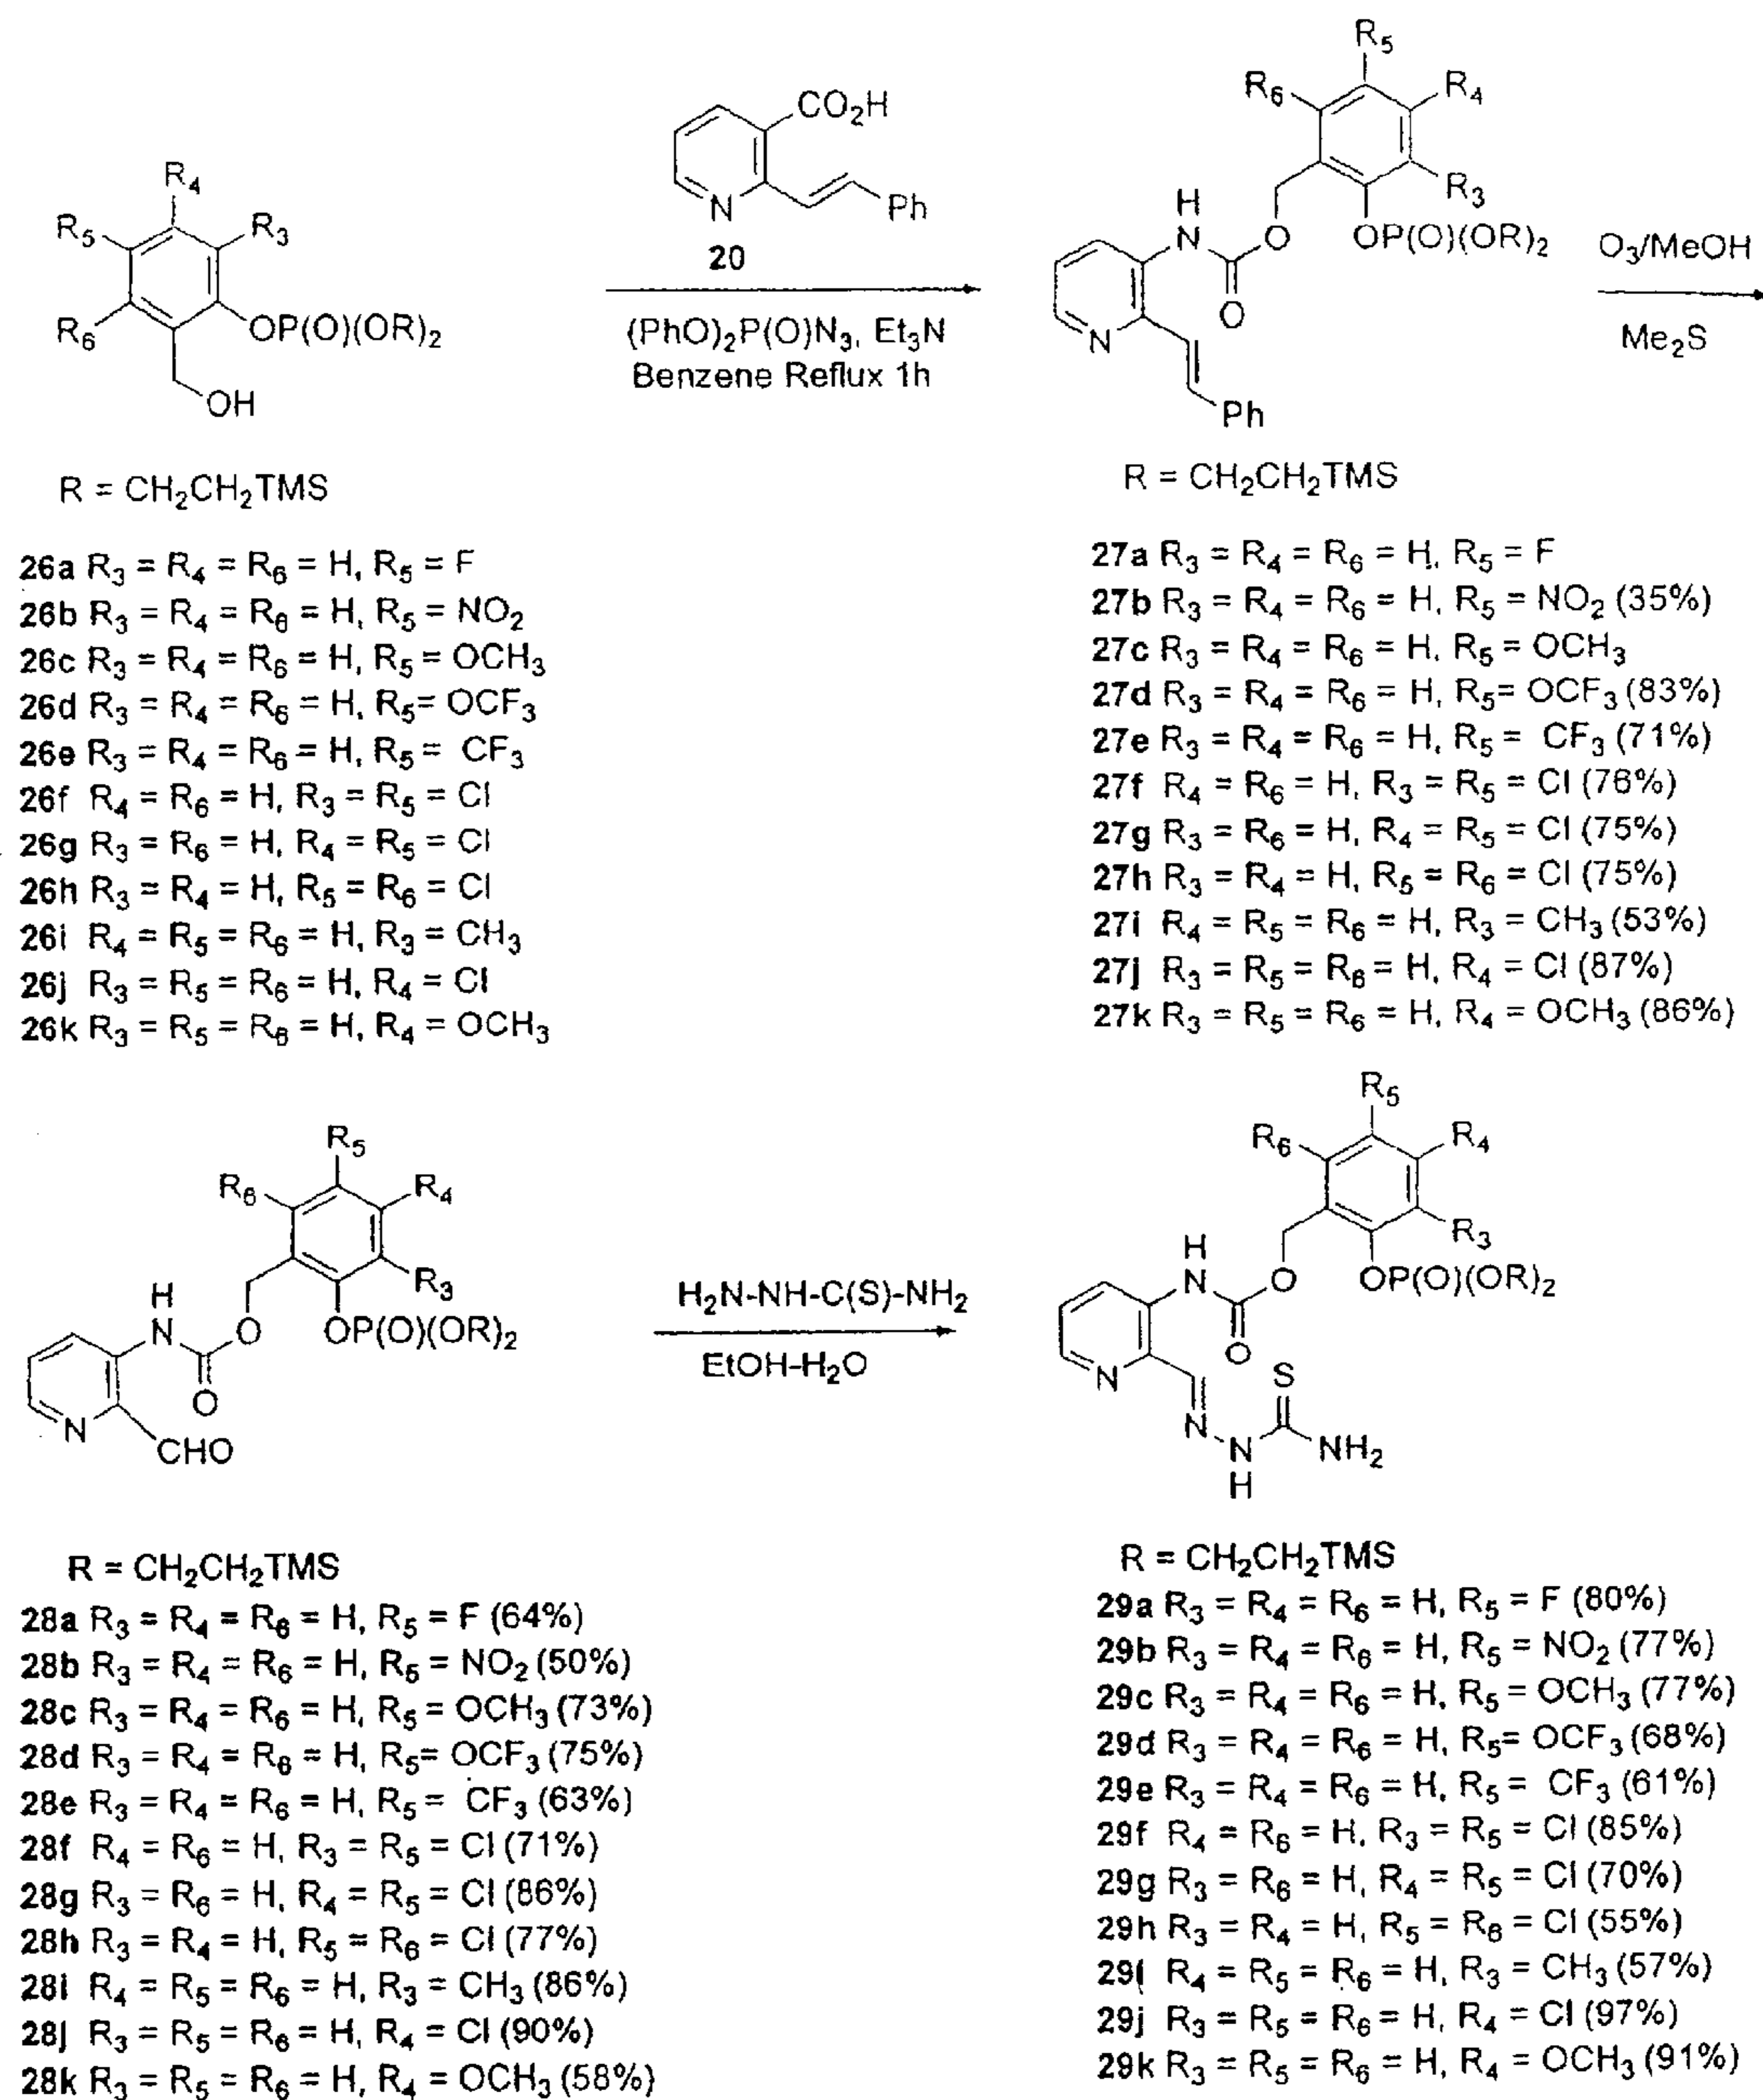 R5
R6
R4
R3
CO2H
N
Ph
20
R4
R5
R3
R6
OP(O)(OR)2
OH
(PhO)2P(O)N3, Et3N
Benzene Reflux 1h
H
N
O
OP(O)(OR)2
O
N
Ph
O3/MeOH
Me2S
R = CH2CH2TMS
26a R3 = R4 = R6 = H, R5 = F
26b R3 = R4 = R6 = H, R5 = NO2
26c R3 = R4 = R6 = H, R5 = OCH3
26d R3 = R4 = R6 = H, R5= OCF3
26e R3 = R4 = R6 = H, R5 = CF3
26f R4 = R6 = H, R3 = R5 = Cl
26g R3 = R6 = H, R4 = R5 = Cl
26h R3 = R4 = H, R5 = R6 = Cl
26i R4 = R5 = R6 = H, R3 = CH3
26j R3 = R5 = R6 = H, R4 = Cl
26k R3 = R5 = R6 = H, R4 = OCH3
R = CH2CH2TMS
27a R3 = R4 = R6 = H, R5 = F
27b R3 = R4 = R6 = H, R5 = NO2 (35%)
27c R3 = R4 = R6 = H, R5 = OCH3
27d R3 = R4 = R6 = H, R5= OCF3 (83%)
27e R3 = R4 = R6 = H, R5 = CF3 (71%)
27f R4 = R6 = H, R3 = R5 = Cl (76%)
27g R3 = R6 = H, R4 = R5 = Cl (75%)
27h R3 = R4 = H, R5 = R6 = Cl (75%)
27i R4 = R5 = R6 = H, R3 = CH3 (53%)
27j R3 = R5 = R6 = H, R4 = Cl (87%)
27k R3 = R5 = R6 = H, R4 = OCH3 (86%)
R5
R6
R4
R3
H
N
O
OP(O)(OR)2
O
N
CHO
H2N-NH-C(S)-NH2
EtOH-H2O
R5
R6
R4
R3
H
N
O
OP(O)(OR)2
O
N
S
N
N
H
NH2
R = CH2CH2TMS
28a R3 = R4 = R6 = H, R5 = F (64%)
28b R3 = R4 = R6 = H, R5 = NO2 (50%)
28c R3 = R4 = R6 = H, R5 = OCH3 (73%)
28d R3 = R4 = R6 = H, R5= OCF3 (75%)
28e R3 = R4 = R6 = H, R5 = CF3 (63%)
28f R4 = R6 = H, R3 = R5 = Cl (71%)
28g R3 = R6 = H, R4 = R5 = Cl (86%)
28h R3 = R4 = H, R5 = R6 = Cl (77%)
28i R4 = R5 = R6 = H, R3 = CH3 (86%)
28j R3 = R5 = R6 = H, R4 = Cl (90%)
28k R3 = R5 = R6 = H, R4 = OCH3 (58%)
R = CH2CH2TMS
29a R3 = R4 = R6 = H, R5 = F (80%)
29b R3 = R4 = R6 = H, R5 = NO2 (77%)
29c R3 = R4 = R6 = H, R5 = OCH3 (77%)
29d R3 = R4 = R6 = H, R5= OCF3 (68%)
29e R3 = R4 = R6 = H, R5 = CF3 (61%)
29f R4 = R6 = H, R3 = R5 = Cl (85%)
29g R3 = R6 = H, R4 = R5 = Cl (70%)
29h R3 = R4 = H, R5 = R6 = Cl (55%)
29i R4 = R5 = R6 = H, R3 = CH3 (57%)
29j R3 = R5 = R6 = H, R4 = Cl (97%)
29k R3 = R5 = R6 = H, R4 = OCH3 (91%)